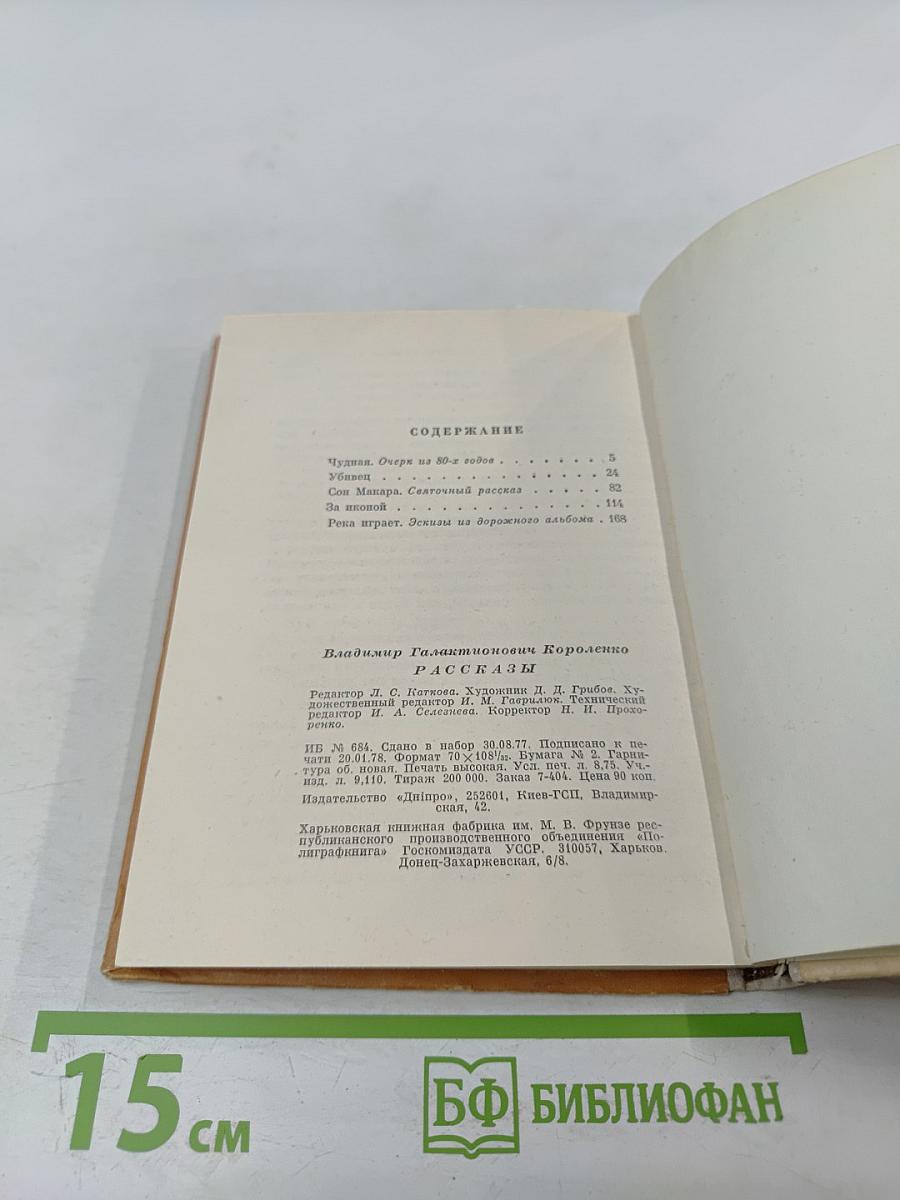 СОДЕРЖАНИЕ
Чудная. Очерк из 80-х годов . . . . . . . 5
Убивец . . . . . . . . . . . . . . . 24
Сон Макара. Святочный рассказ . . . . . 82
За иконой . . . . . . . . . . . . . . 114
Река играет. Эскизы из дорожного альбома . 168
Владимир Галактионович Короленко
РАССКАЗЫ
Редактор Л. С. Каткова. Художник Д. Д. Грибов. Ху-
дожественный редактор И. М. Гаврилюк. Технический
редактор И. А. Селезнева. Корректор Н. И. Прохо-
ренко.
ИБ № 684. Сдано в набор 30.08.77. Подписано к пе-
чати 20.01.78. Формат 70×108¹/₃₂. Бумага № 2. Гарни-
тура об. новая. Печать высокая. Усл. печ. л. 8,75. Уч.-
изд. л. 9,110. Тираж 200 000. Заказ 7-404. Цена 90 коп.
Издательство «Дніпро», 252601, Киев-ГСП, Владимир-
ская, 42.
Харьковская книжная фабрика им. М. В. Фрунзе рес-
публиканского производственного объединения «По-
лиграфкнига» Госкомиздата УССР. 310057, Харьков.
Донец-Захаржевская, 6/8.
15 см
БФ БИБЛИОФАН